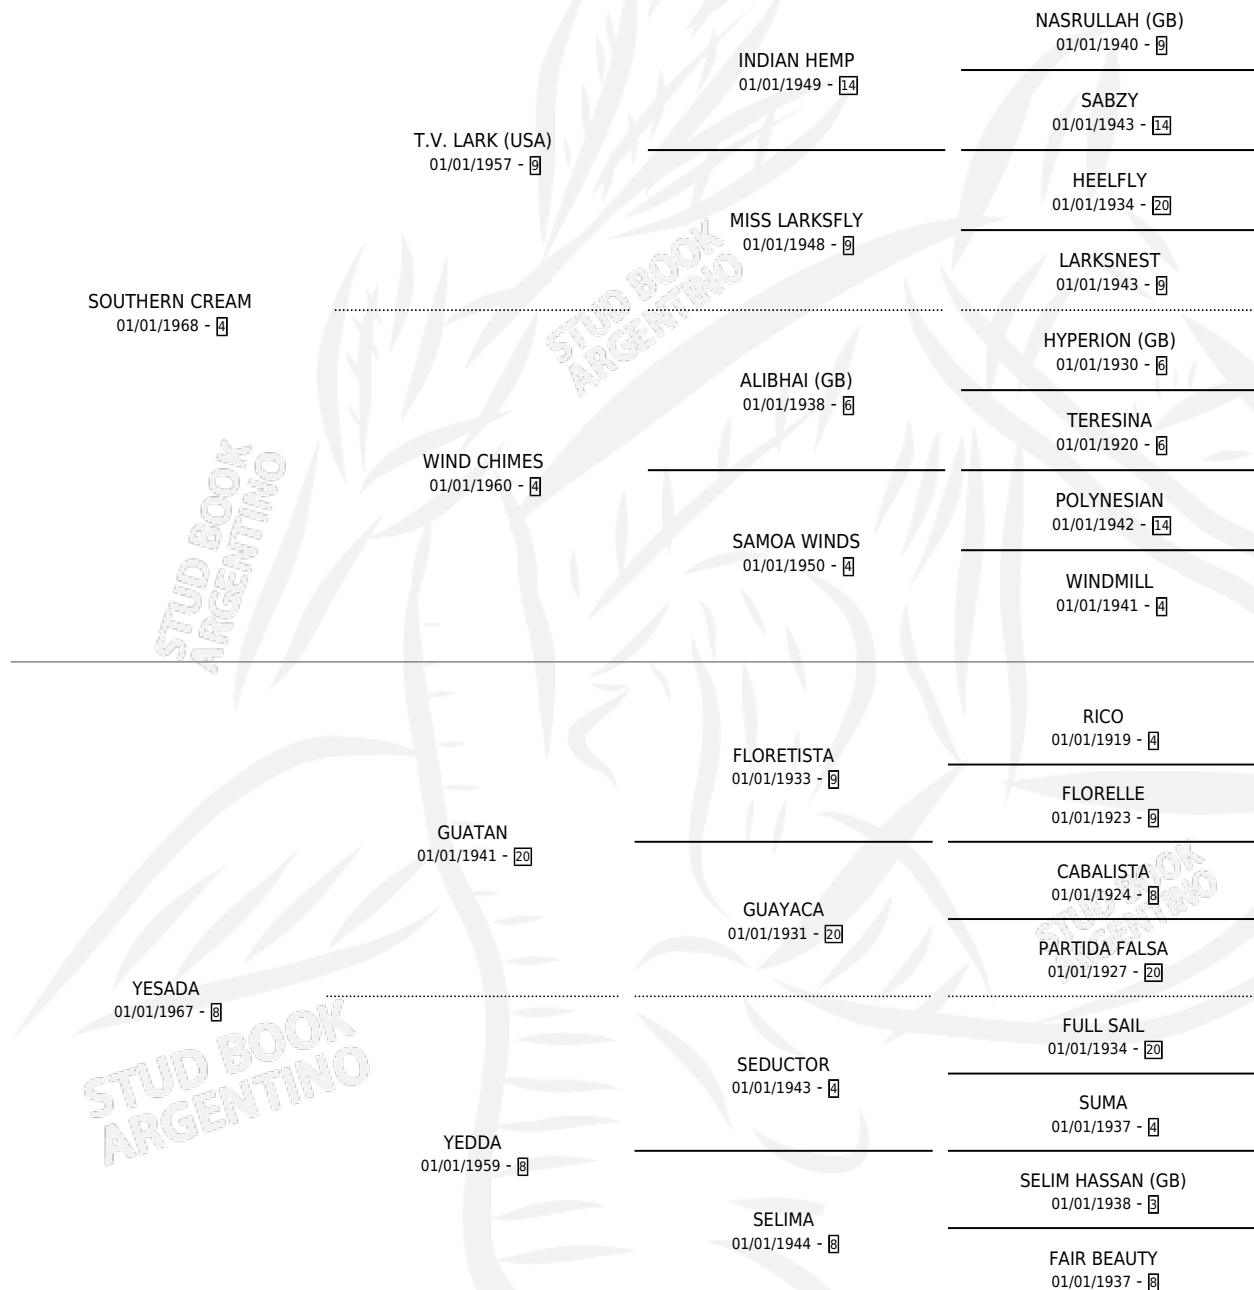 NASRULLAH (GB)
01/01/1940 - 9
INDIAN HEMP
01/01/1949 - 14
SABZY
01/01/1943 - 14
T.V. LARK (USA)
01/01/1957 - 9
HEELFLY
01/01/1934 - 20
MISS LARKSFLY
01/01/1948 - 9
LARKSNEST
01/01/1943 - 9
SOUTHERN CREAM
01/01/1968 - 4
HYPERION (GB)
01/01/1930 - 6
ALIBHAI (GB)
01/01/1938 - 6
TERESINA
01/01/1920 - 6
WIND CHIMES
01/01/1960 - 4
POLYNESIAN
01/01/1942 - 14
SAMOA WINDS
01/01/1950 - 4
WINDMILL
01/01/1941 - 4
RICO
01/01/1919 - 4
FLORETISTA
01/01/1933 - 9
FLORELLE
01/01/1923 - 9
GUATAN
01/01/1941 - 20
CABALISTA
01/01/1924 - 8
GUAYACA
01/01/1931 - 20
PARTIDA FALSA
01/01/1927 - 20
YESADA
01/01/1967 - 8
FULL SAIL
01/01/1934 - 20
SEDUCTOR
01/01/1943 - 4
SUMA
01/01/1937 - 4
YEDDA
01/01/1959 - 8
SELIM HASSAN (GB)
01/01/1938 - 3
SELIMA
01/01/1944 - 8
FAIR BEAUTY
01/01/1937 - 8
STUD BOOK
ARGENTINO
STUD BOOK
ARGENTINO
STUD BOOK
ARGENTINO
STUD BOOK
ARGENTINO